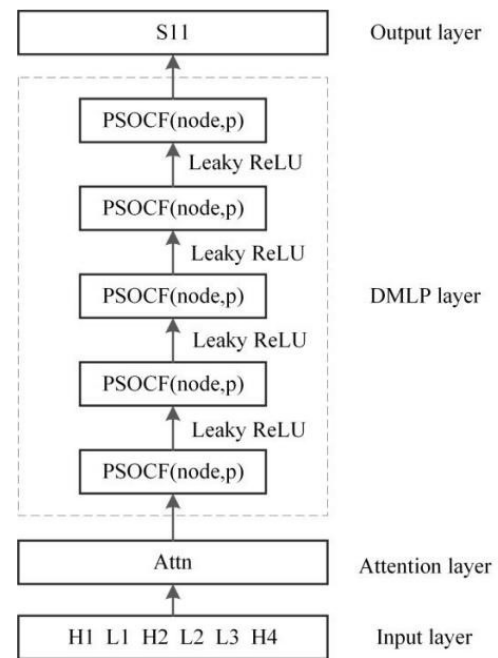 S11 Output layer
PSOCF(node,p)
Leaky ReLU
PSOCF(node,p)
Leaky ReLU
PSOCF(node,p) DMLP layer
Leaky ReLU
PSOCF(node,p)
Leaky ReLU
PSOCF(node,p)
Attn Attention layer
H1 L1 H2 L2 L3 H4 Input layer